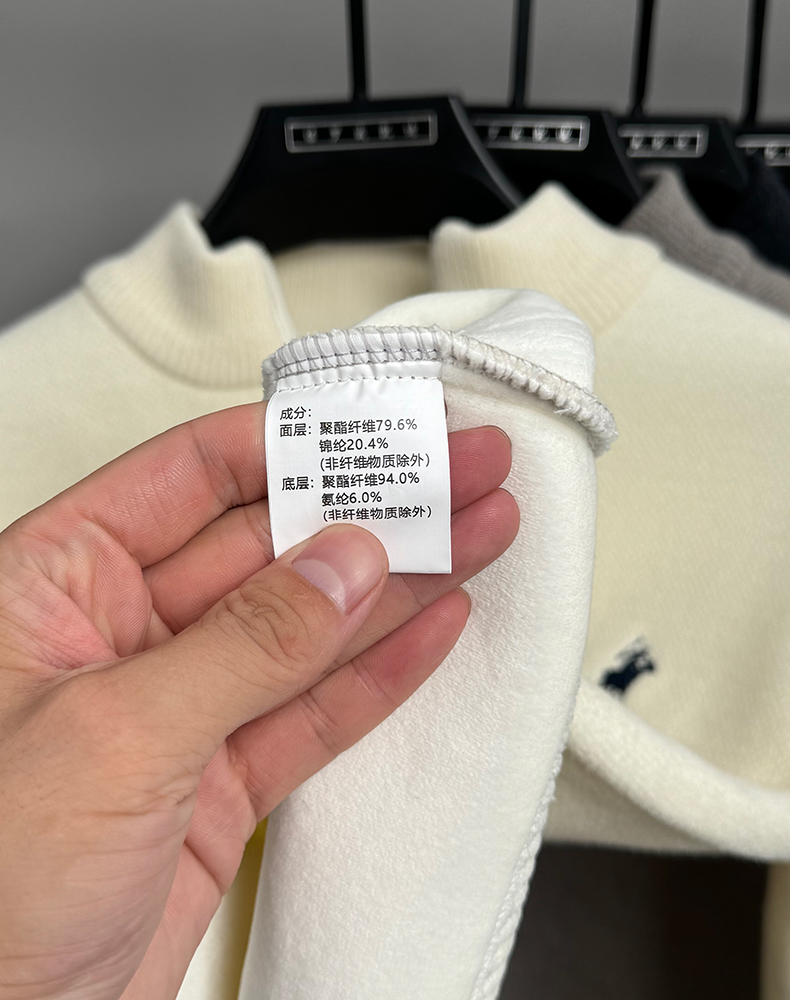 成分:
面层: 聚酯纤维79.6%
锦纶20.4%
(非纤维物质除外)
底层: 聚酯纤维94.0%
氨纶6.0%
(非纤维物质除外)